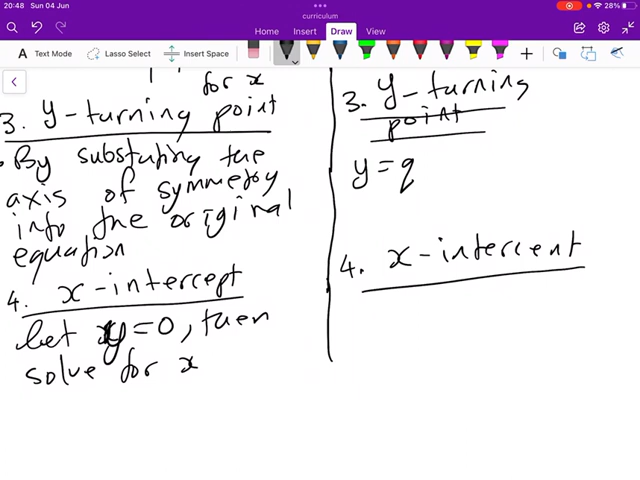 20:48 Sun 04 Jun
28%
curriculum
Home Insert Draw View
Text Mode Lasso Select Insert Space
for x
3. y-turning point
By substuting the
axis of symmetry
into the original
equation
4. x-intercept
Let y=0, then
solve for x
3. y-turning
point
y=q
4. x-intercent